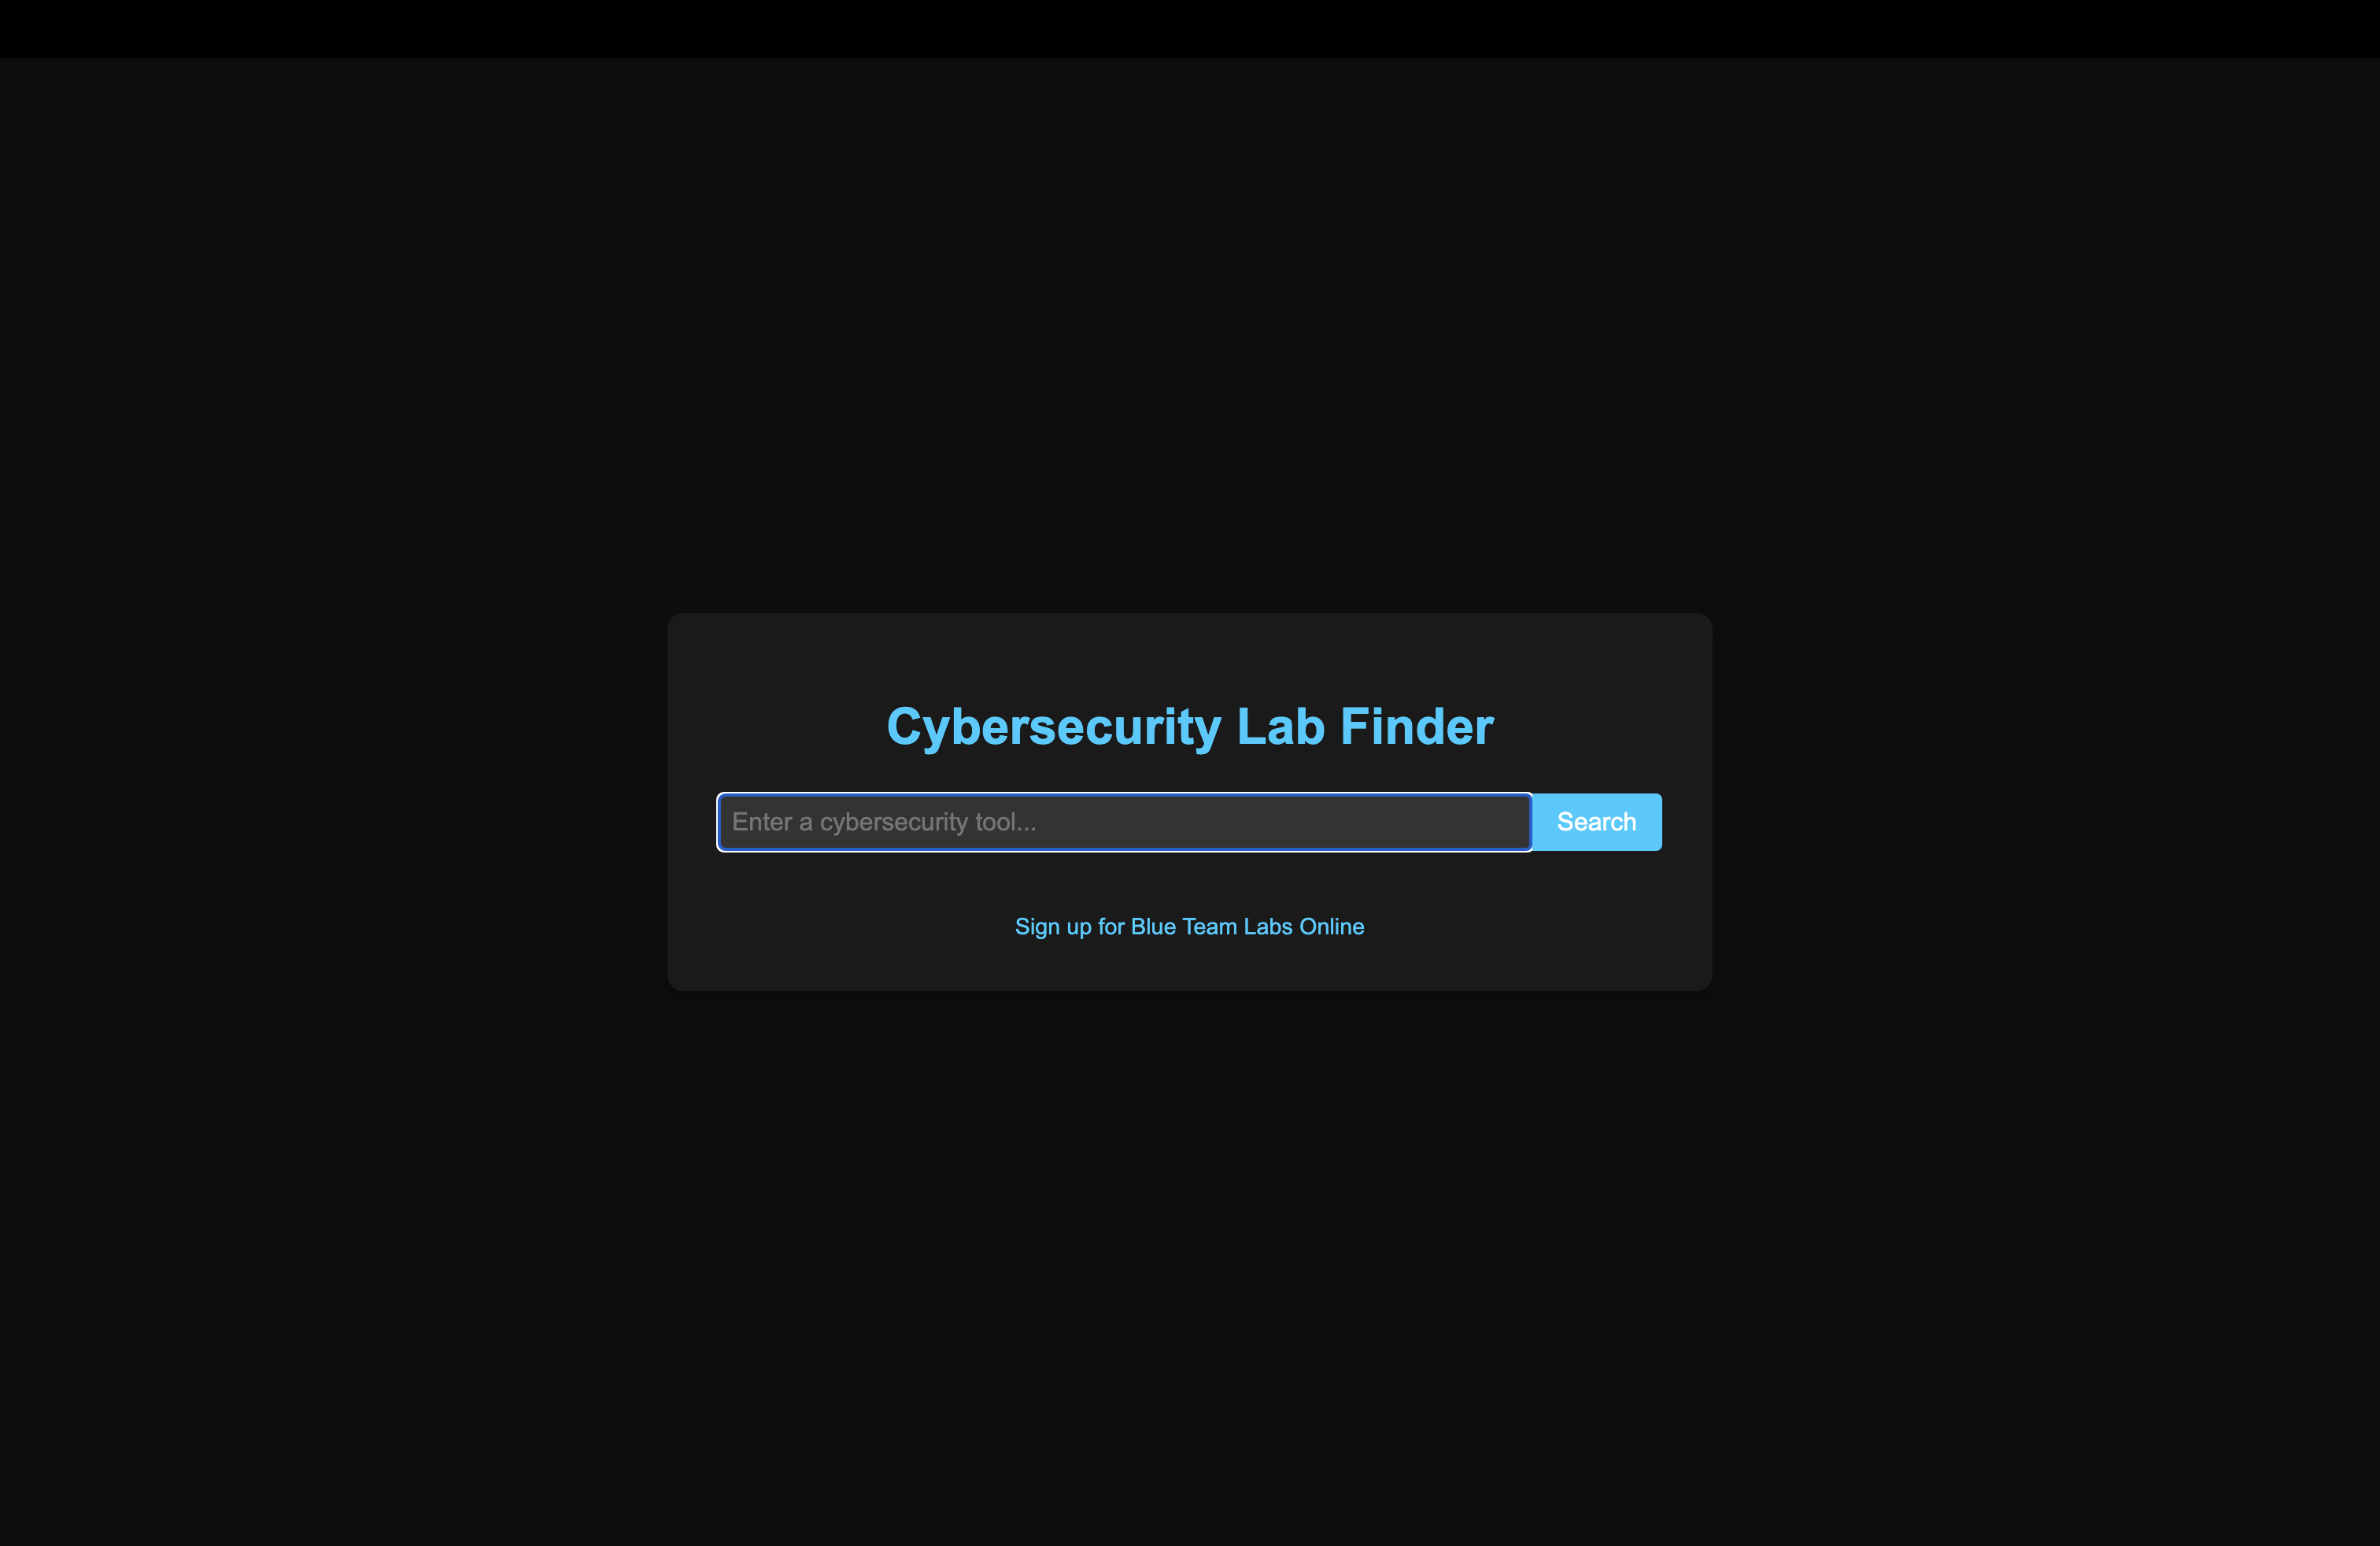 Cybersecurity Lab Finder
Enter a cybersecurity tool...
Search
Sign up for Blue Team Labs Online